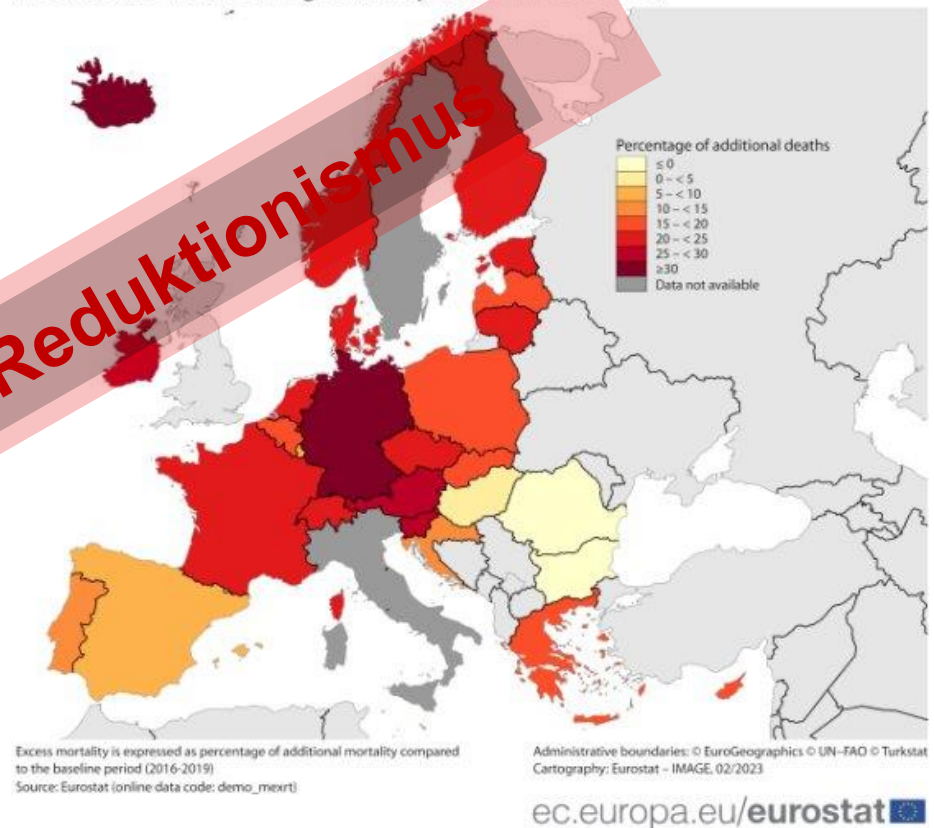 Reduktionismus
Percentage of additional deaths
≤ 0
0 – < 5
5 – < 10
10 – < 15
15 – < 20
20 – < 25
25 – < 30
≥30
Data not available
Excess mortality is expressed as percentage of additional mortality compared
to the baseline period (2016-2019)
Source: Eurostat (online data code: demo_mexrt)
Administrative boundaries: © EuroGeographics © UN–FAO © Turkstat
Cartography: Eurostat – IMAGE, 02/2023
ec.europa.eu/eurostat